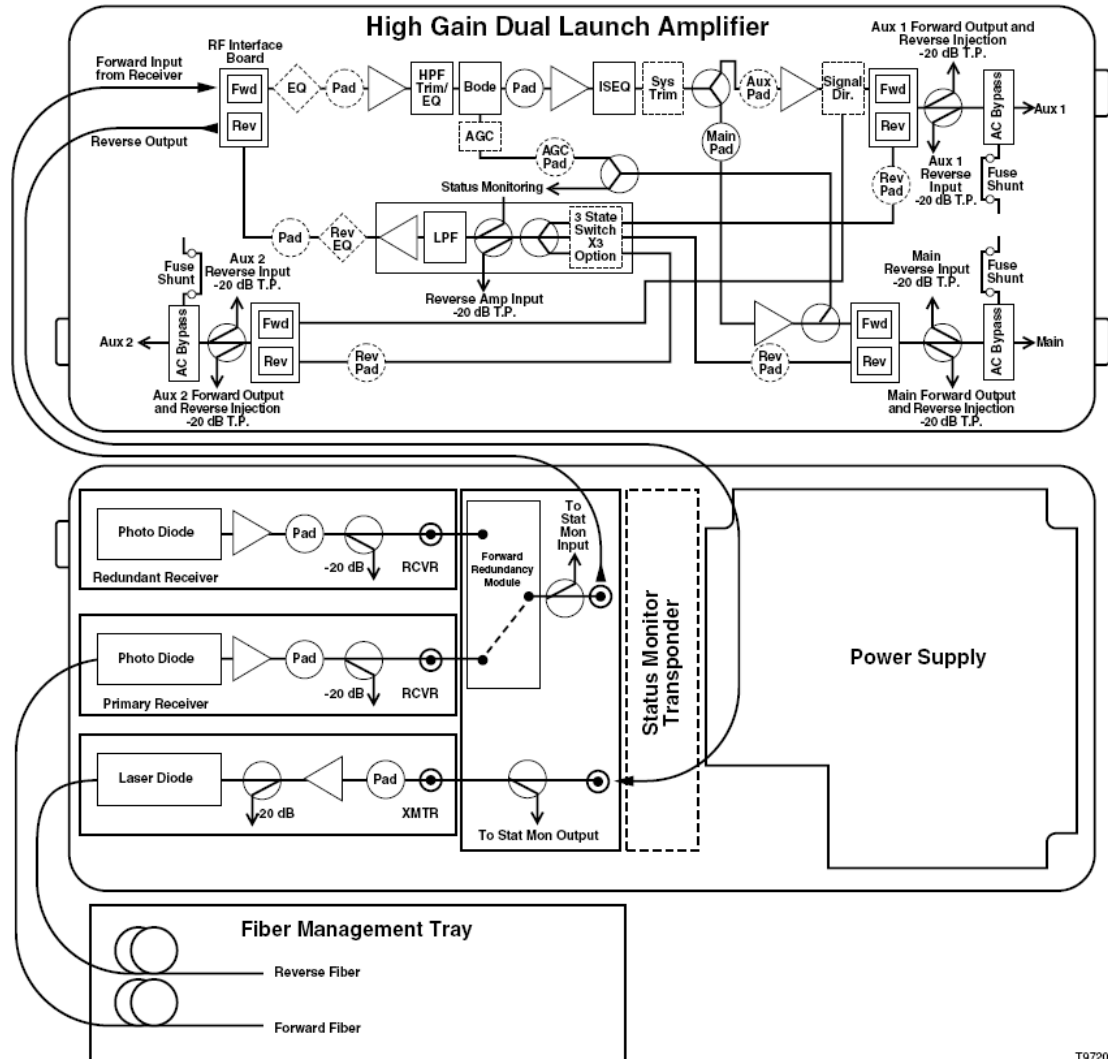 High Gain Dual Launch Amplifier
Forward Input
from Receiver
Reverse Output
RF Interface
Board
Fwd
Rev
EQ
Pad
HPF
Trim/
EQ
Bode
AGC
Pad
ISEQ
Sys
Trim
Aux
Pad
Main
Pad
Signal
Dir.
Fwd
Rev
Rev
Pad
Aux 1 Forward Output and
Reverse Injection
-20 dB T.P.
AC Bypass
Aux 1
Aux 1
Reverse
Input
-20 dB T.P.
Fuse
Shunt
AGC
Pad
Status Monitoring
Pad
Rev
EQ
LPF
3 State
Switch
X3
Option
Reverse Amp Input
-20 dB T.P.
Fuse
Shunt
Aux 2
Reverse Input
-20 dB T.P.
Aux 2
AC Bypass
Fwd
Rev
Rev
Pad
Aux 2 Forward Output
and Reverse Injection
-20 dB T.P.
Rev
Pad
Fwd
Rev
Main
Reverse Input
-20 dB T.P.
Fuse
Shunt
AC Bypass
Main
Main Forward Output
and Reverse Injection
-20 dB T.P.
Photo Diode
Pad
-20 dB
RCVR
Redundant Receiver
Photo Diode
Pad
-20 dB
RCVR
Primary Receiver
Laser Diode
-20 dB
Pad
XMTR
Forward
Redundancy
Module
To
Stat
Mon
Input
To Stat Mon Output
Status Monitor
Transponder
Power Supply
Fiber Management Tray
Reverse Fiber
Forward Fiber
T9720